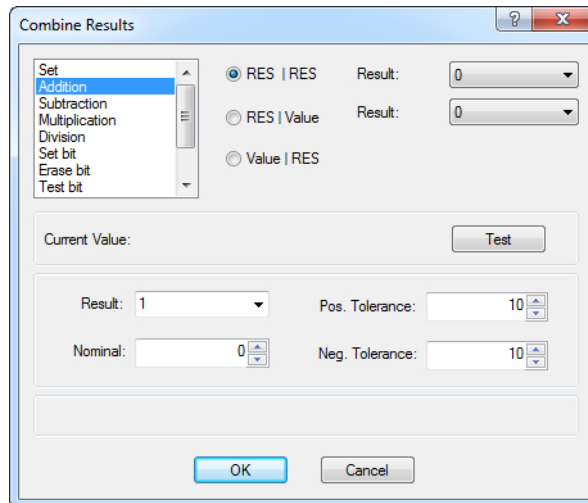 Combine Results
Set
Addition
Subtraction
Multiplication
Division
Set bit
Erase bit
Test bit
RES | RES
RES | Value
Value | RES
Result: 0
Result: 0
Current Value:
Test
Result: 1
Pos. Tolerance: 10
Nominal: 0
Neg. Tolerance: 10
OK
Cancel